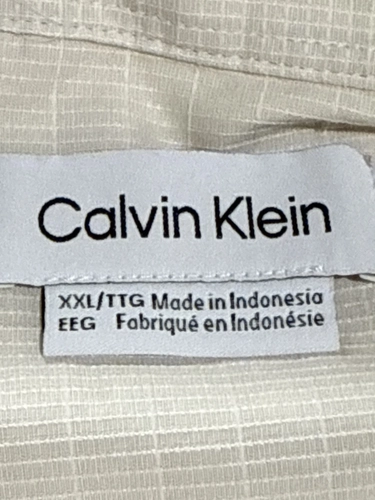 Calvin Klein
XXL/TTG Made in Indonesia
EEG Fabriqué en Indonésie